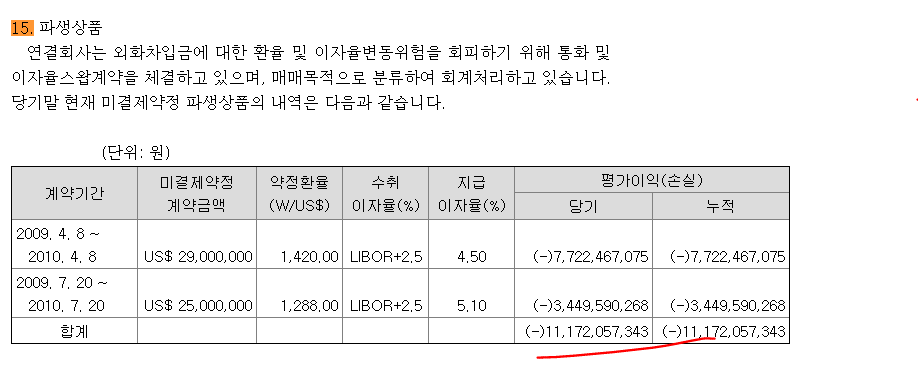 15. 파생상품
연결회사는 외화차입금에 대한 환율 및 이자율변동위험을 회피하기 위해 통화 및
이자율스왑계약을 체결하고 있으며, 매매목적으로 분류하여 회계처리하고 있습니다.
당기말 현재 미결제약정 파생상품의 내역은 다음과 같습니다.
(단위: 원)
계약기간 미결제약정 계약금액 약정환율 (W/US$) 수취 이자율(%) 지급 이자율(%) 평가이익(손실)
당기 누적
2009. 4. 8 ~
2010. 4. 8 US$ 29,000,000 1,420.00 LIBOR+2.5 4.50 (-)7,722,467,075 (-)7,722,467,075
2009. 7. 20 ~
2010. 7. 20 US$ 25,000,000 1,288.00 LIBOR+2.5 5.10 (-)3,449,590,268 (-)3,449,590,268
합계 (-)11,172,057,343 (-)11,172,057,343